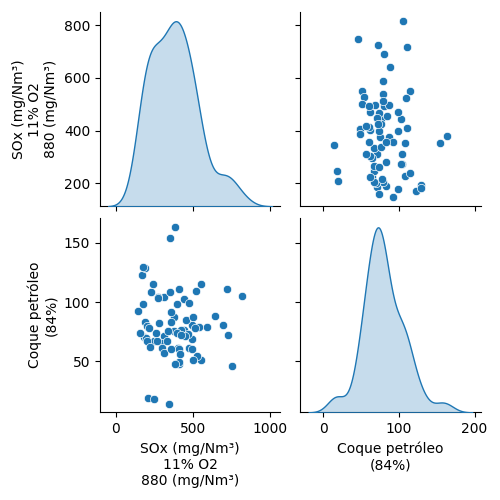 SOx (mg/Nm³)
11% O2
880 (mg/Nm³)
800
600
400
200
Coque petróleo
(84%)
150
100
50
0
500
1000
SOx (mg/Nm³)
11% O2
880 (mg/Nm³)
0
100
200
Coque petróleo
(84%)